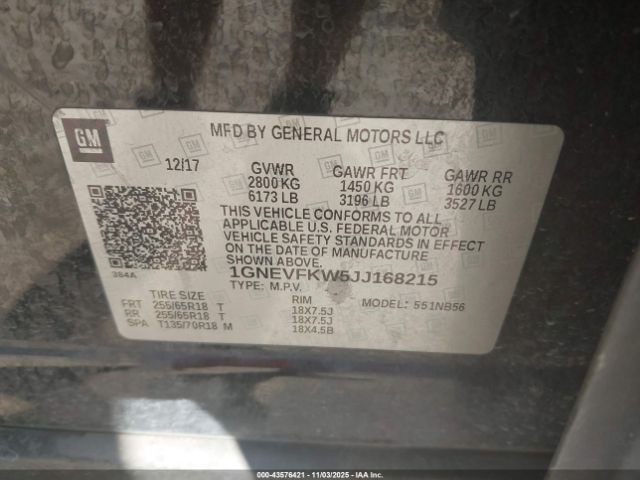 GM
MFD BY GENERAL MOTORS LLC
12/17 GVWR GAWR FRT GAWR RR
2800 KG 1450 KG 1600 KG
6173 LB 3196 LB 3527 LB
THIS VEHICLE CONFORMS TO ALL
APPLICABLE U.S. FEDERAL MOTOR
VEHICLE SAFETY STANDARDS IN EFFECT
ON THE DATE OF MANUFACTURE
SHOWN ABOVE.
384A
1GNEVFKW5JJ168215
TYPE: M.P.V. MODEL: 551NB56
TIRE SIZE RIM
FRT 255/65R18 T 18X7.5J
RR 255/65R18 T 18X7.5J
SPA T135/70R18 M 18X4.5B
000-43576421 - 11/03/2025 - IAAI, Inc.